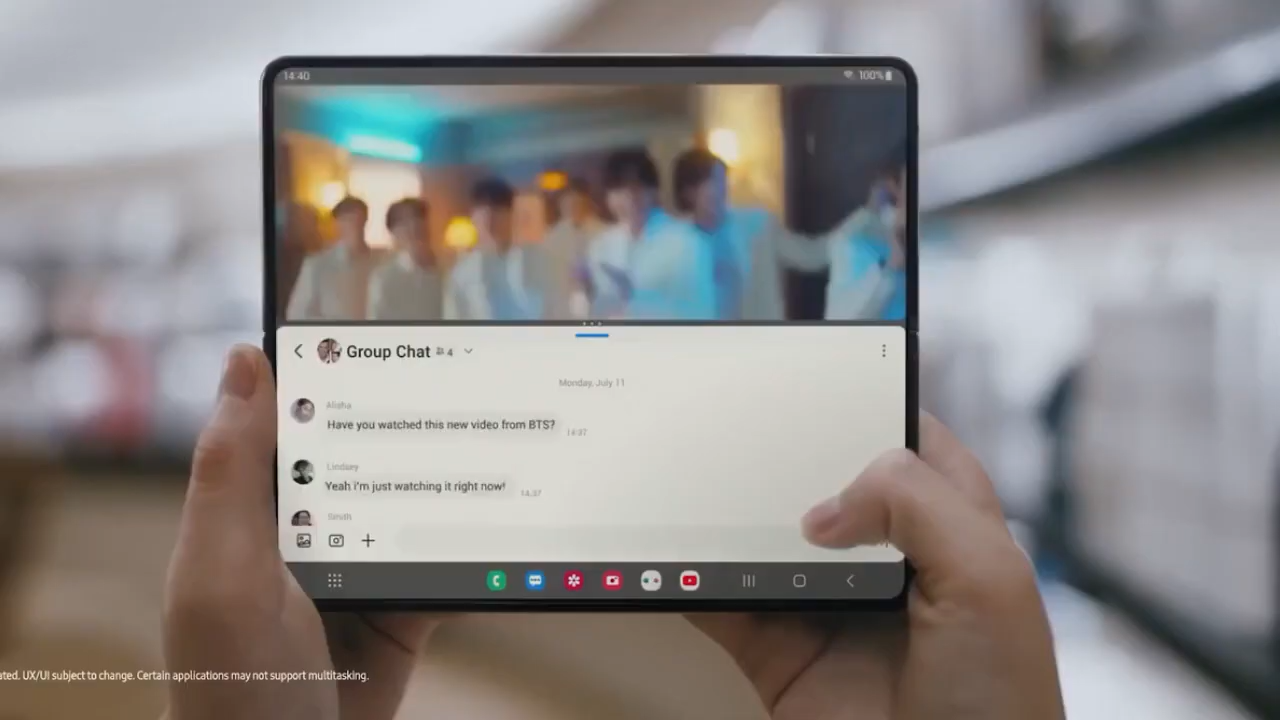 14:40
100%
Group Chat 4
Monday, July 11
Alisha
Have you watched this new video from BTS?
14:37
Lindsey
Yeah i'm just watching it right now!
14:37
Smith
ated. UX/UI subject to change. Certain applications may not support multitasking.